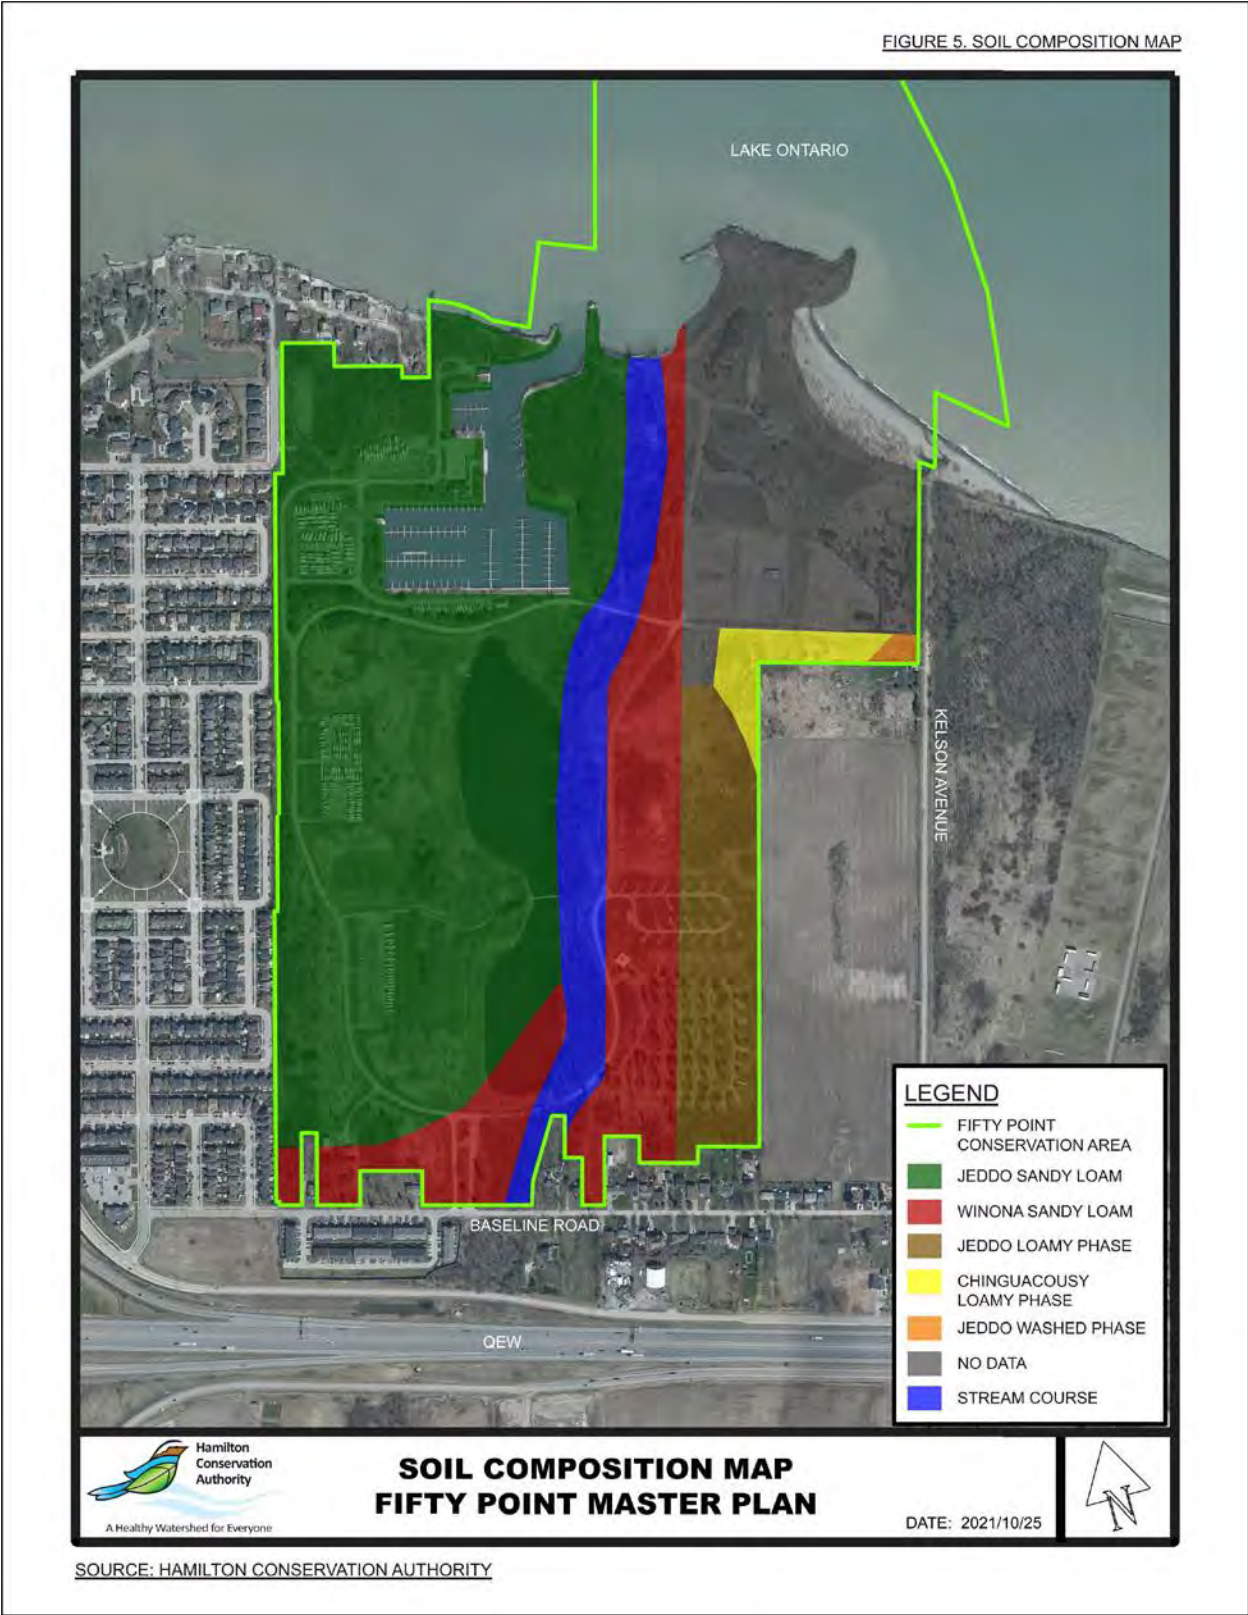 FIGURE 5. SOIL COMPOSITION MAP
LAKE ONTARIO
KELSON AVENUE
BASELINE ROAD
QEW
LEGEND
FIFTY POINT
CONSERVATION AREA
JEDDO SANDY LOAM
WINONA SANDY LOAM
JEDDO LOAMY PHASE
CHINGUACOUSY
LOAMY PHASE
JEDDO WASHED PHASE
NO DATA
STREAM COURSE
Hamilton
Conservation
Authority
A Healthy Watershed for Everyone
SOIL COMPOSITION MAP
FIFTY POINT MASTER PLAN
DATE: 2021/10/25
N
SOURCE: HAMILTON CONSERVATION AUTHORITY